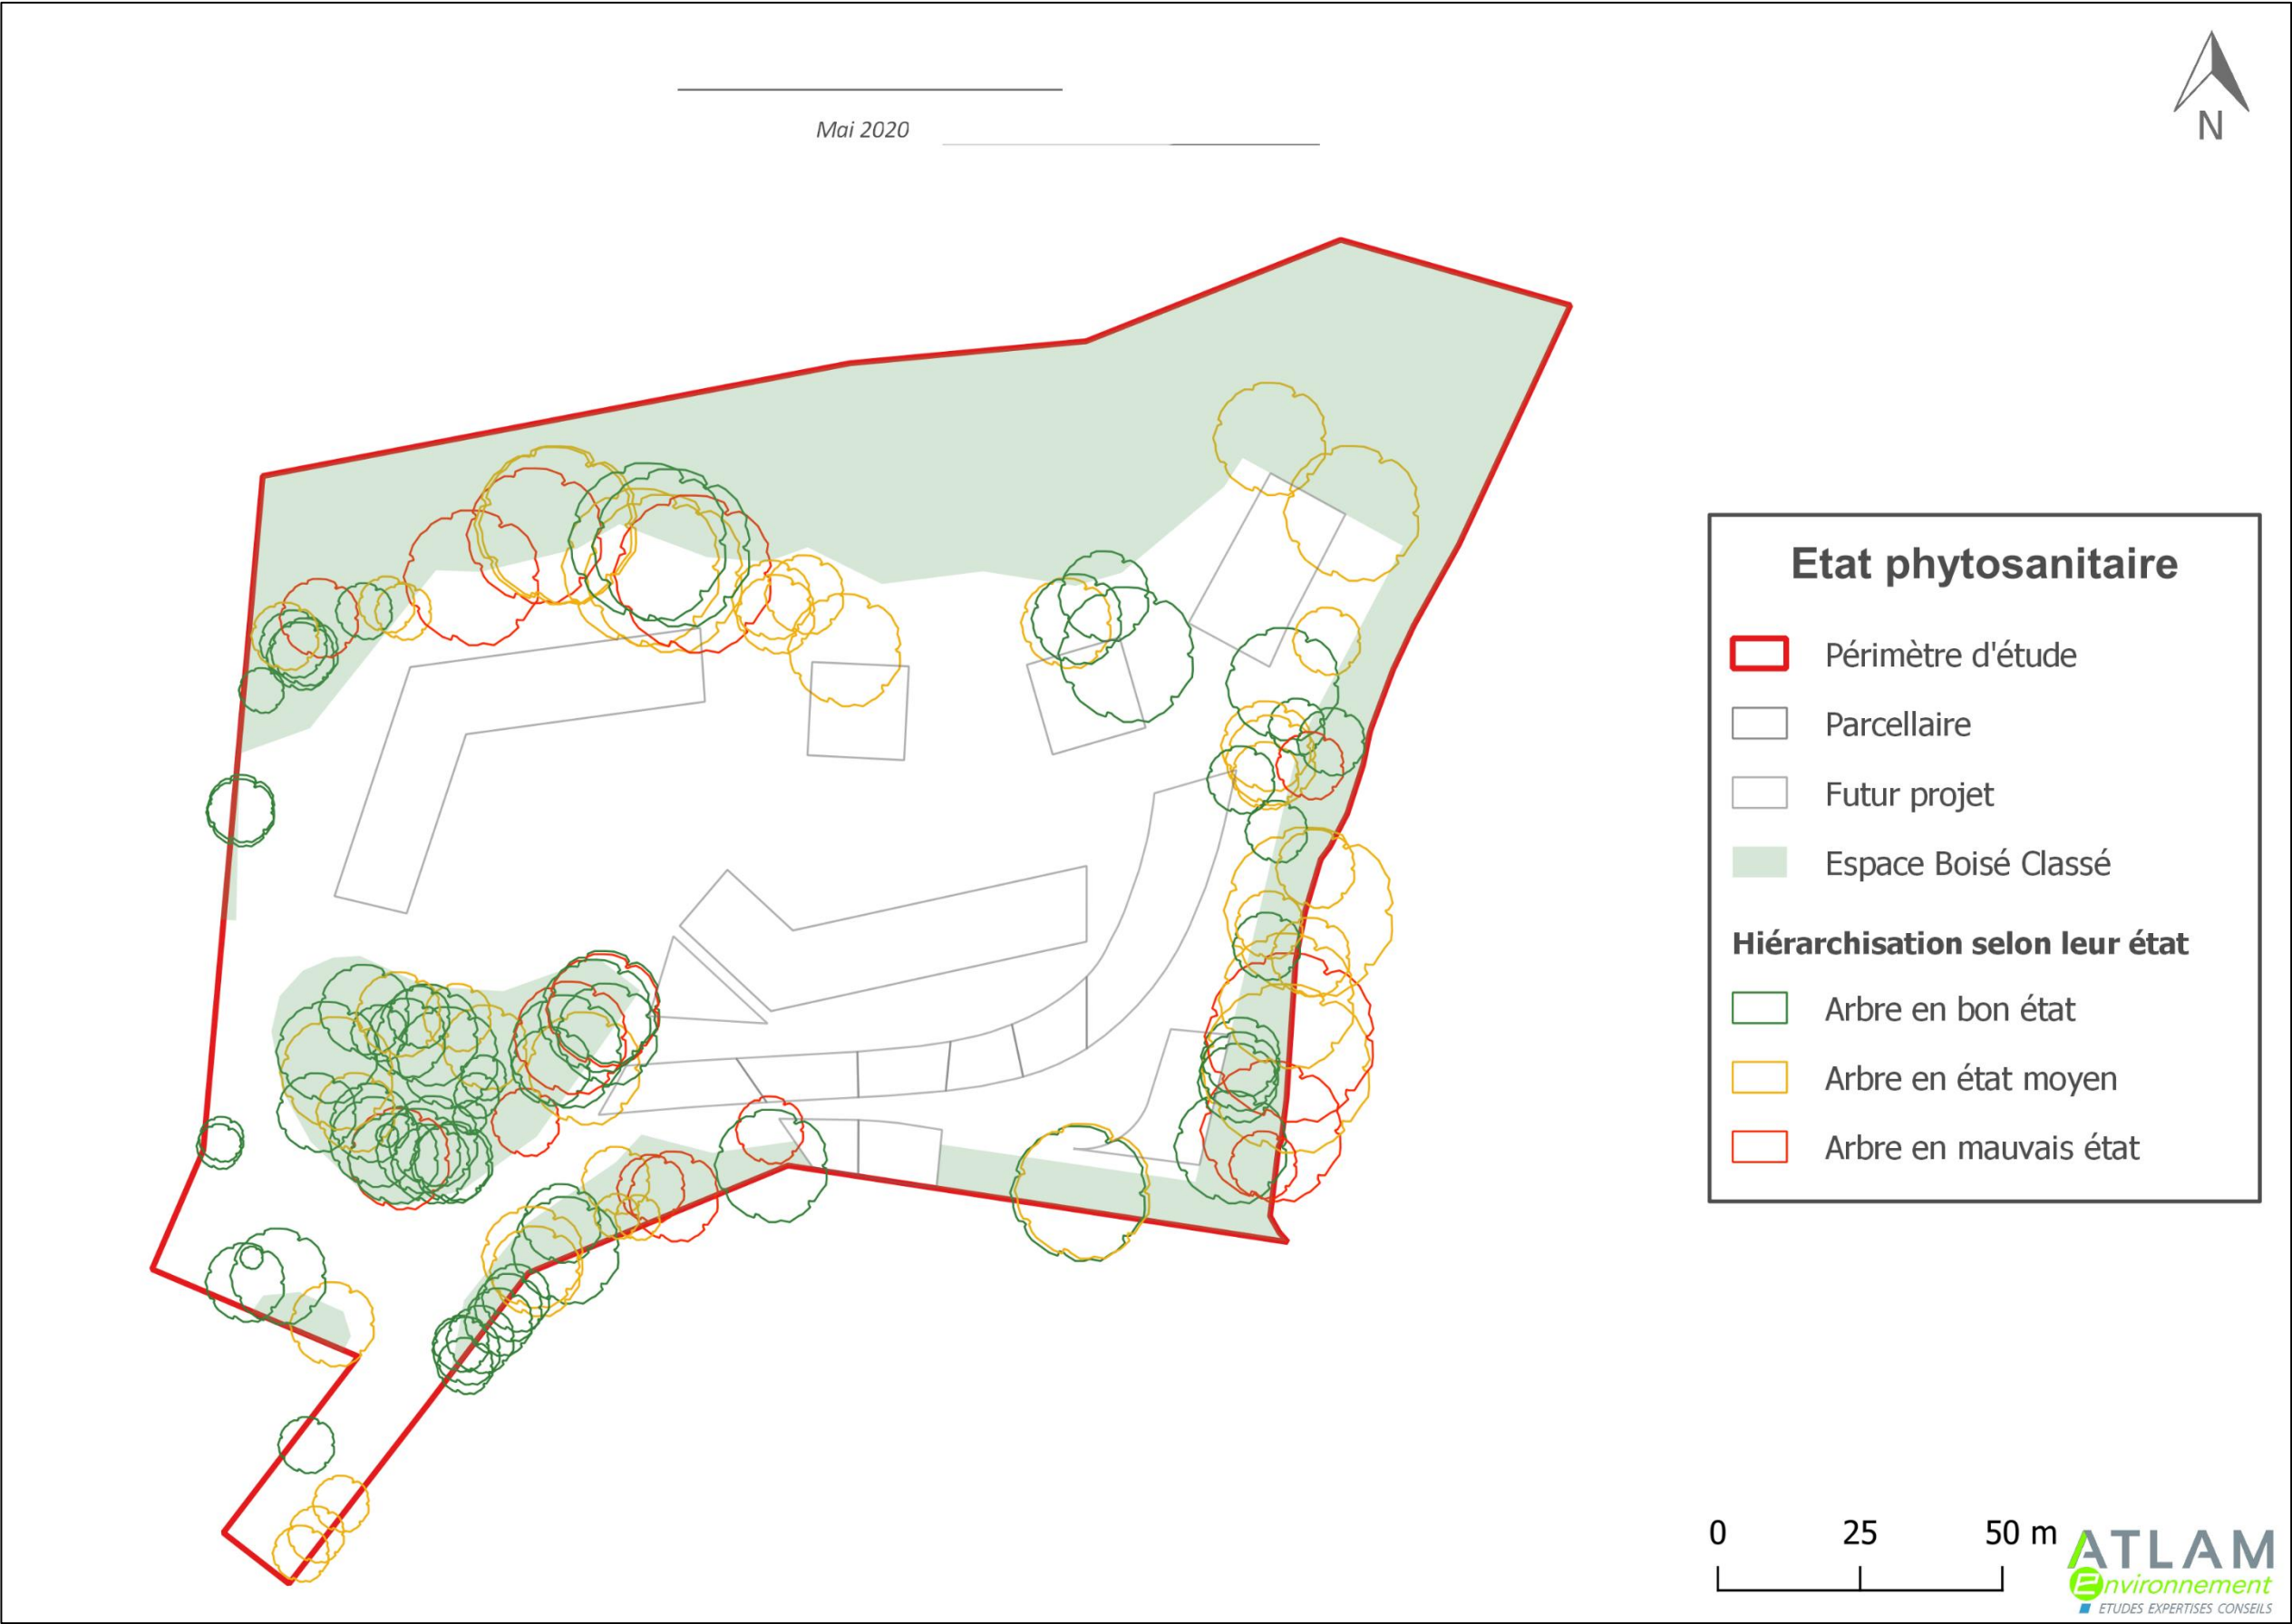 Mai 2020
N
Etat phytosanitaire
Périmètre d'étude
Parcellaire
Futur projet
Espace Boisé Classé
Hiérarchisation selon leur état
Arbre en bon état
Arbre en état moyen
Arbre en mauvais état
0 25 50 m
ATLAM
environnement
ETUDES EXPERTISES CONSEILS